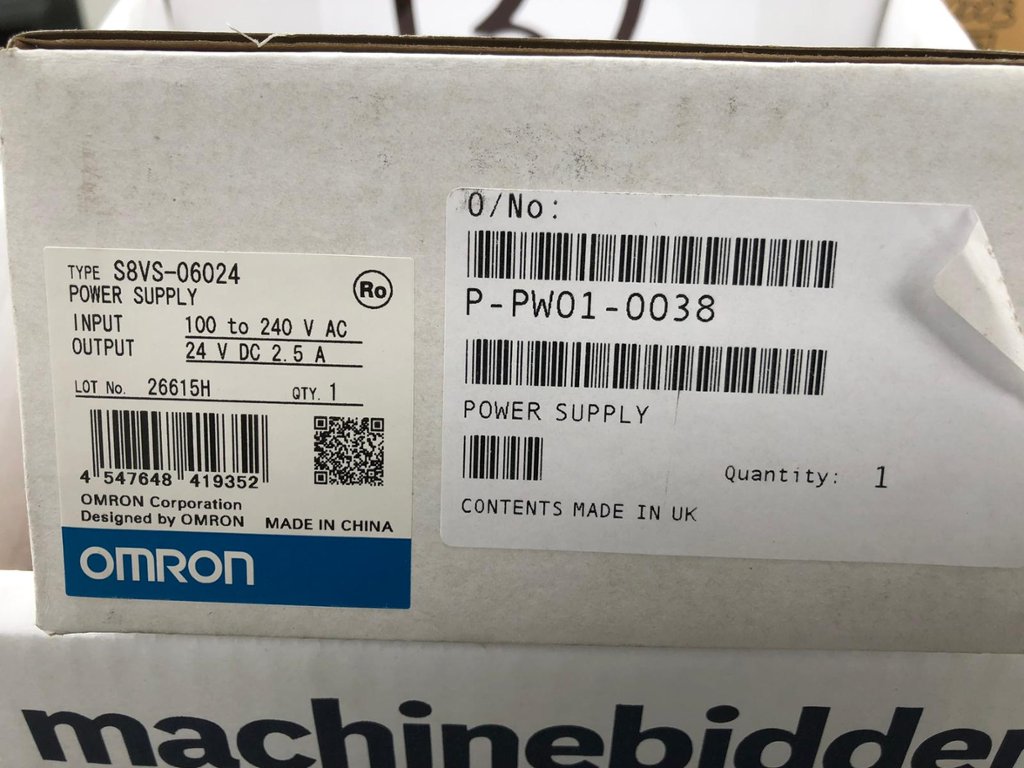 TYPE S8VS-06024
POWER SUPPLY
Ro
INPUT 100 to 240 V AC
OUTPUT 24 V DC 2.5 A
LOT No. 26615H QTY. 1
4 547648 419352
OMRON Corporation
Designed by OMRON MADE IN CHINA
OMRON
O/No:
P-PW01-0038
POWER SUPPLY
Quantity: 1
CONTENTS MADE IN UK
machinebidder